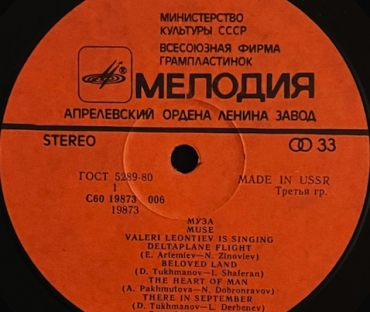 МИНИСТЕРСТВО
КУЛЬТУРЫ СССР
ВСЕСОЮЗНАЯ ФИРМА
ГРАМПЛАСТИНОК
МЕЛОДИЯ
АПРЕЛЕВСКИЙ ОРДЕНА ЛЕНИНА ЗАВОД
STEREO 33
ГОСТ 5289-80
1
MADE IN USSR
С60 19873 006
Третья гр.
19873
МУЗА
MUSE
VALERI LEONTIEV IS SINGING
DELTAPLANE FLIGHT
(E. Artemiev—N. Zinoviev)
BELOVED LAND
(D. Tukhmanov—I. Shaferan)
THE HEART OF MAN
(A. Pakhmutova—N. Dobronravov)
THERE IN SEPTEMBER
(D. Tukhmanov—L. Derbenev)